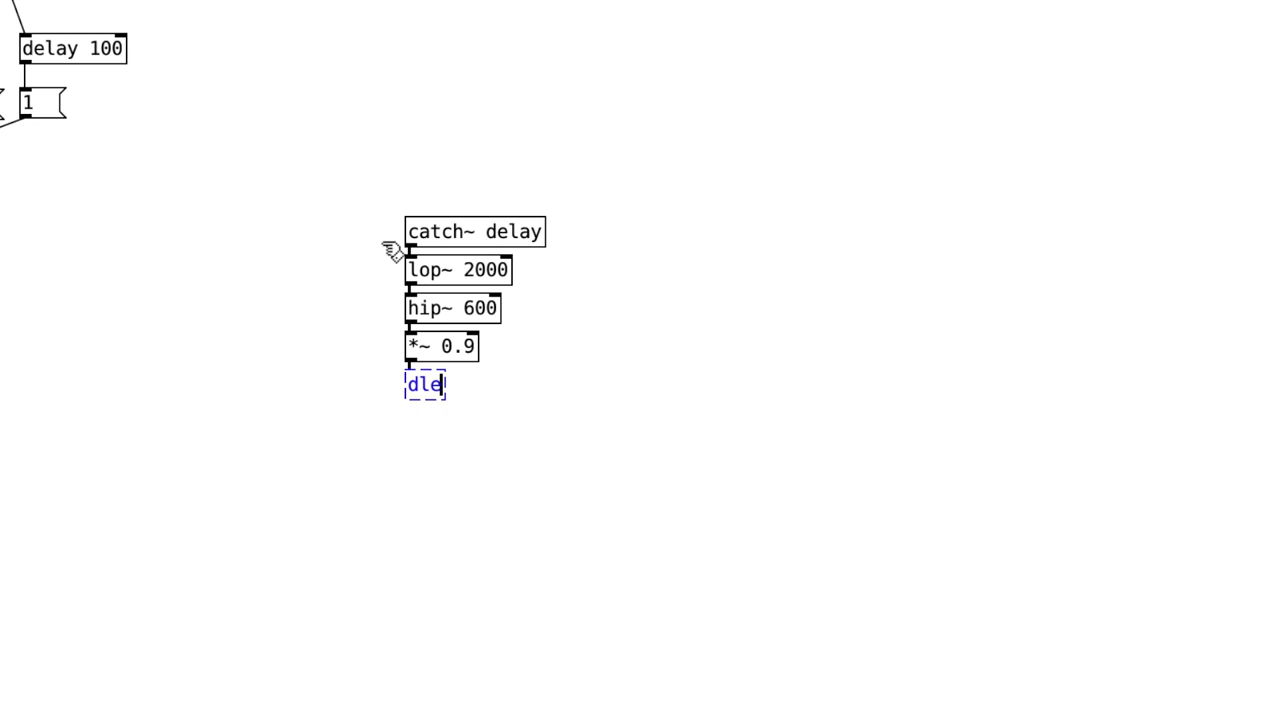 delay 100
1
catch~ delay
lop~ 2000
hip~ 600
*~ 0.9
dle